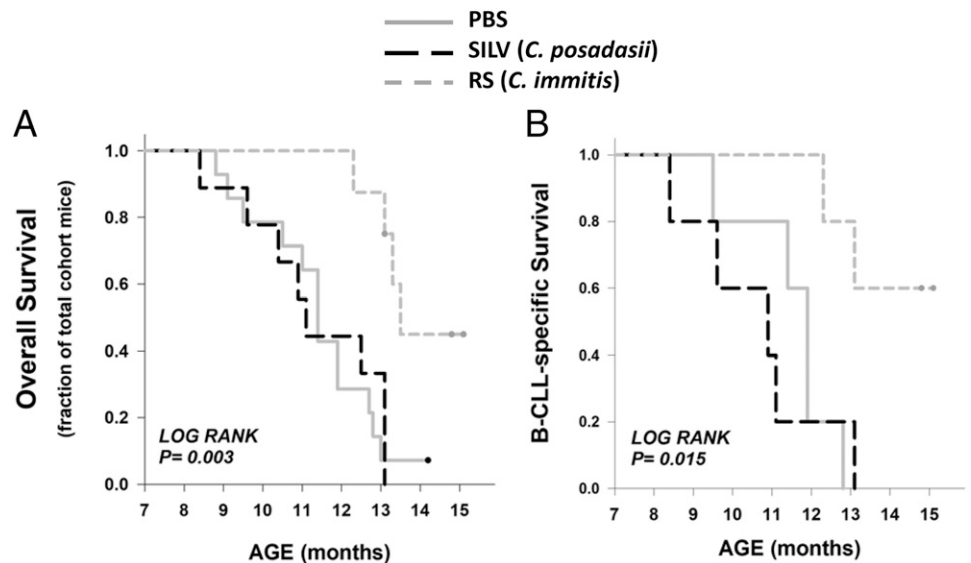 PBS
SILV (C. posadasii)
RS (C. immitis)
A
Overall Survival
(fraction of total cohort mice)
1.0
0.8
0.6
0.4
0.2
0.0
LOG RANK
P= 0.003
7 8 9 10 11 12 13 14 15
AGE (months)
B
B-CLL-specific Survival
1.0
0.8
0.6
0.4
0.2
0.0
LOG RANK
P= 0.015
7 8 9 10 11 12 13 14 15
AGE (months)